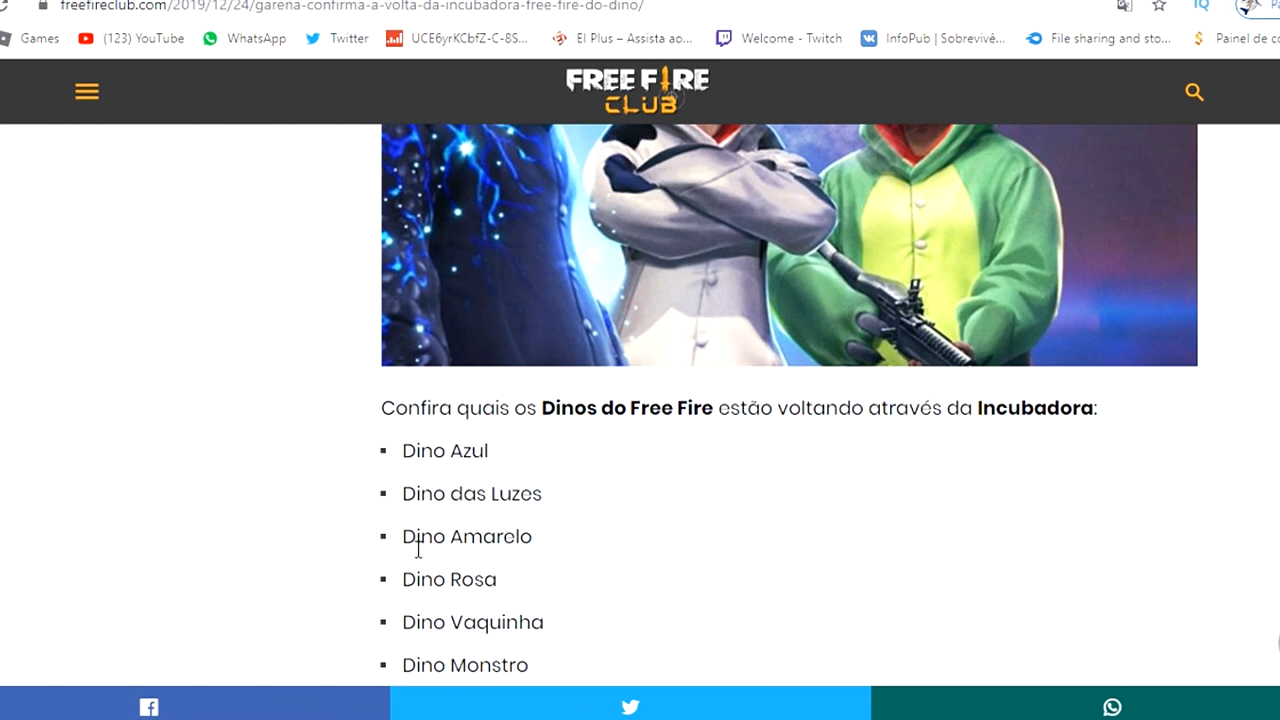 freefireclub.com/2019/12/24/garena-confirma-a-volta-da-incubadora-free-fire-do-dino/
Games (123) YouTube WhatsApp Twitter UCE6yrKCbfZ-C-8S... El Plus – Assista ao... Welcome - Twitch InfoPub | Sobrevivê... File sharing and sto... Painel de co
FREE FIRE
CLUB
Confira quais os Dinos do Free Fire estão voltando através da Incubadora:
Dino Azul
Dino das Luzes
Dino Amarelo
Dino Rosa
Dino Vaquinha
Dino Monstro